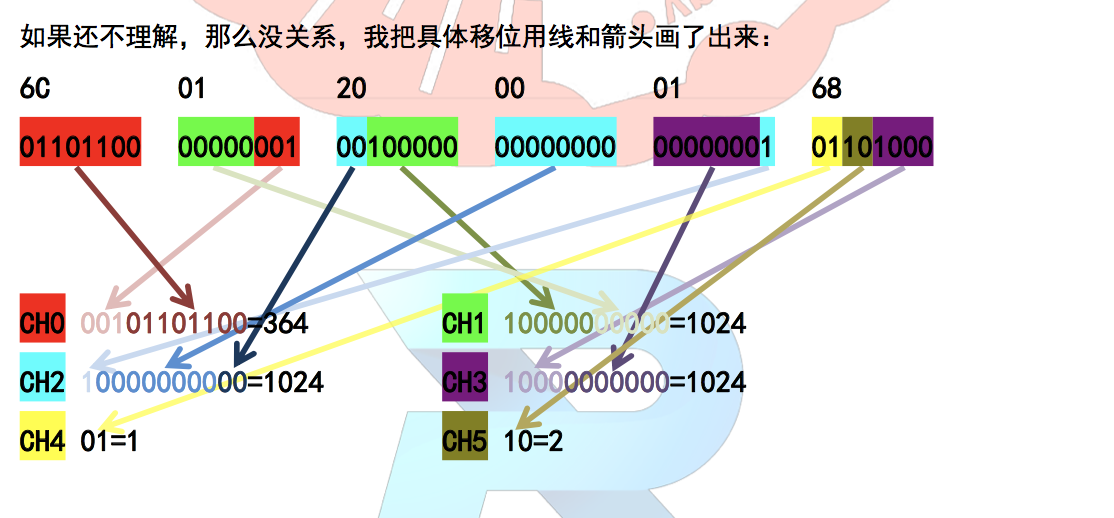 如果还不理解，那么没关系，我把具体移位用线和箭头画了出来：
6C 01 20 00 01 68
01101100 00000001 00100000 00000000 00000001 01101000
CH0 00101101100=364 CH1 10000000000=1024
CH2 10000000000=1024 CH3 10000000000=1024
CH4 01=1 CH5 10=2